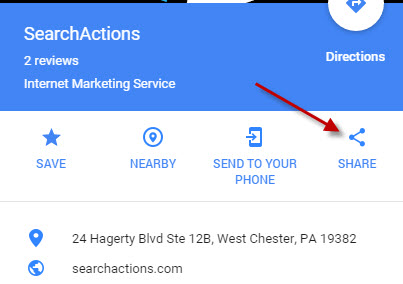 SearchActions
2 reviews
Internet Marketing Service
Directions
SAVE
NEARBY
SEND TO YOUR
PHONE
SHARE
24 Hagerty Blvd Ste 12B, West Chester, PA 19382
searchactions.com